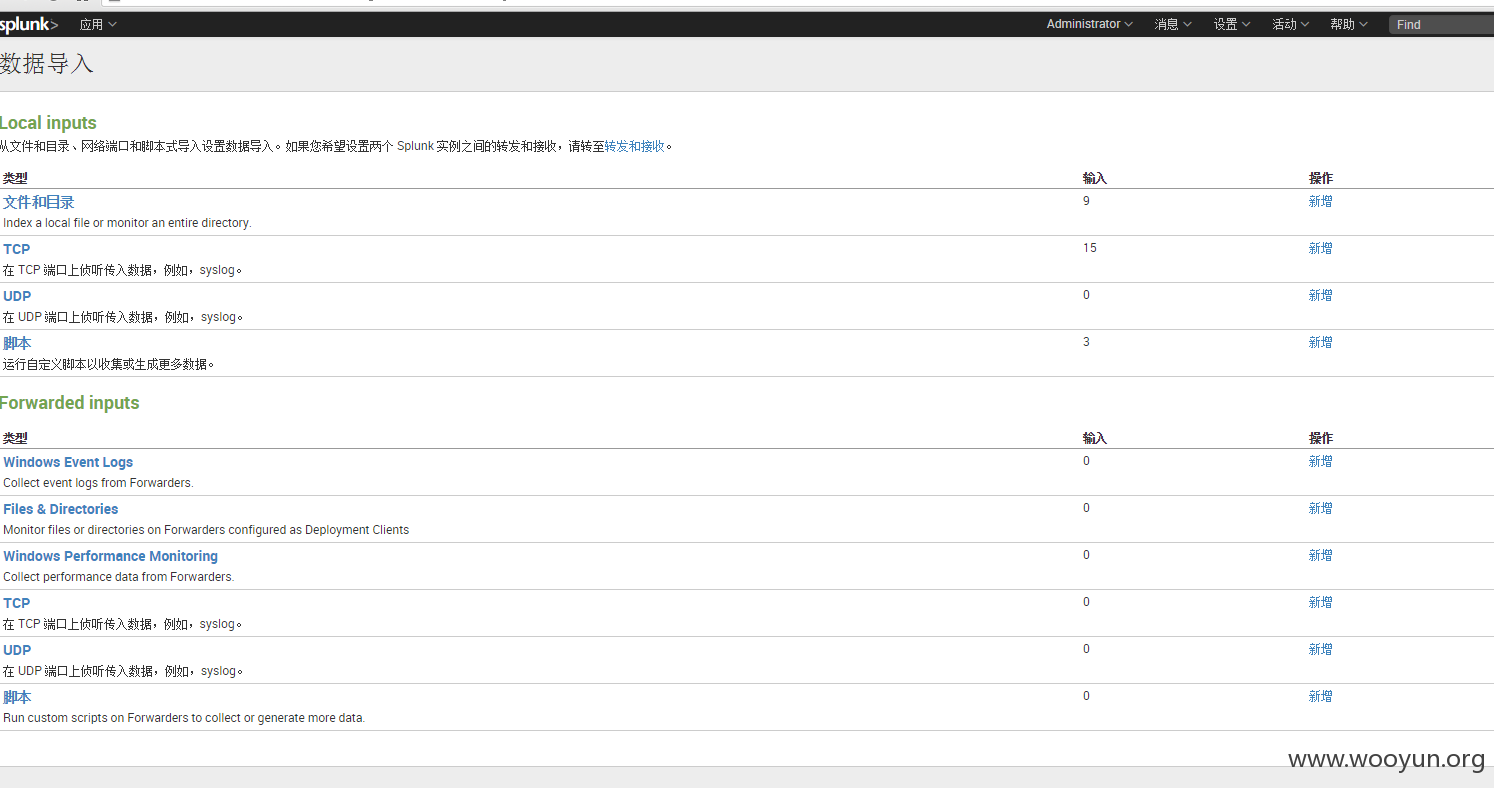 splunk> 应用 Administrator 消息 设置 活动 帮助 Find
数据导入
Local inputs
从文件和目录、网络端口和脚本式导入设置数据导入。如果您希望设置两个 Splunk 实例之间的转发和接收，请转至转发和接收。
类型 输入 操作
文件和目录 9 新增
Index a local file or monitor an entire directory.
TCP 15 新增
在 TCP 端口上侦听传入数据，例如，syslog。
UDP 0 新增
在 UDP 端口上侦听传入数据，例如，syslog。
脚本 3 新增
运行自定义脚本以收集或生成更多数据。
Forwarded inputs
类型 输入 操作
Windows Event Logs 0 新增
Collect event logs from Forwarders.
Files & Directories 0 新增
Monitor files or directories on Forwarders configured as Deployment Clients
Windows Performance Monitoring 0 新增
Collect performance data from Forwarders.
TCP 0 新增
在 TCP 端口上侦听传入数据，例如，syslog。
UDP 0 新增
在 UDP 端口上侦听传入数据，例如，syslog。
脚本 0 新增
Run custom scripts on Forwarders to collect or generate more data.
www.wooyun.org